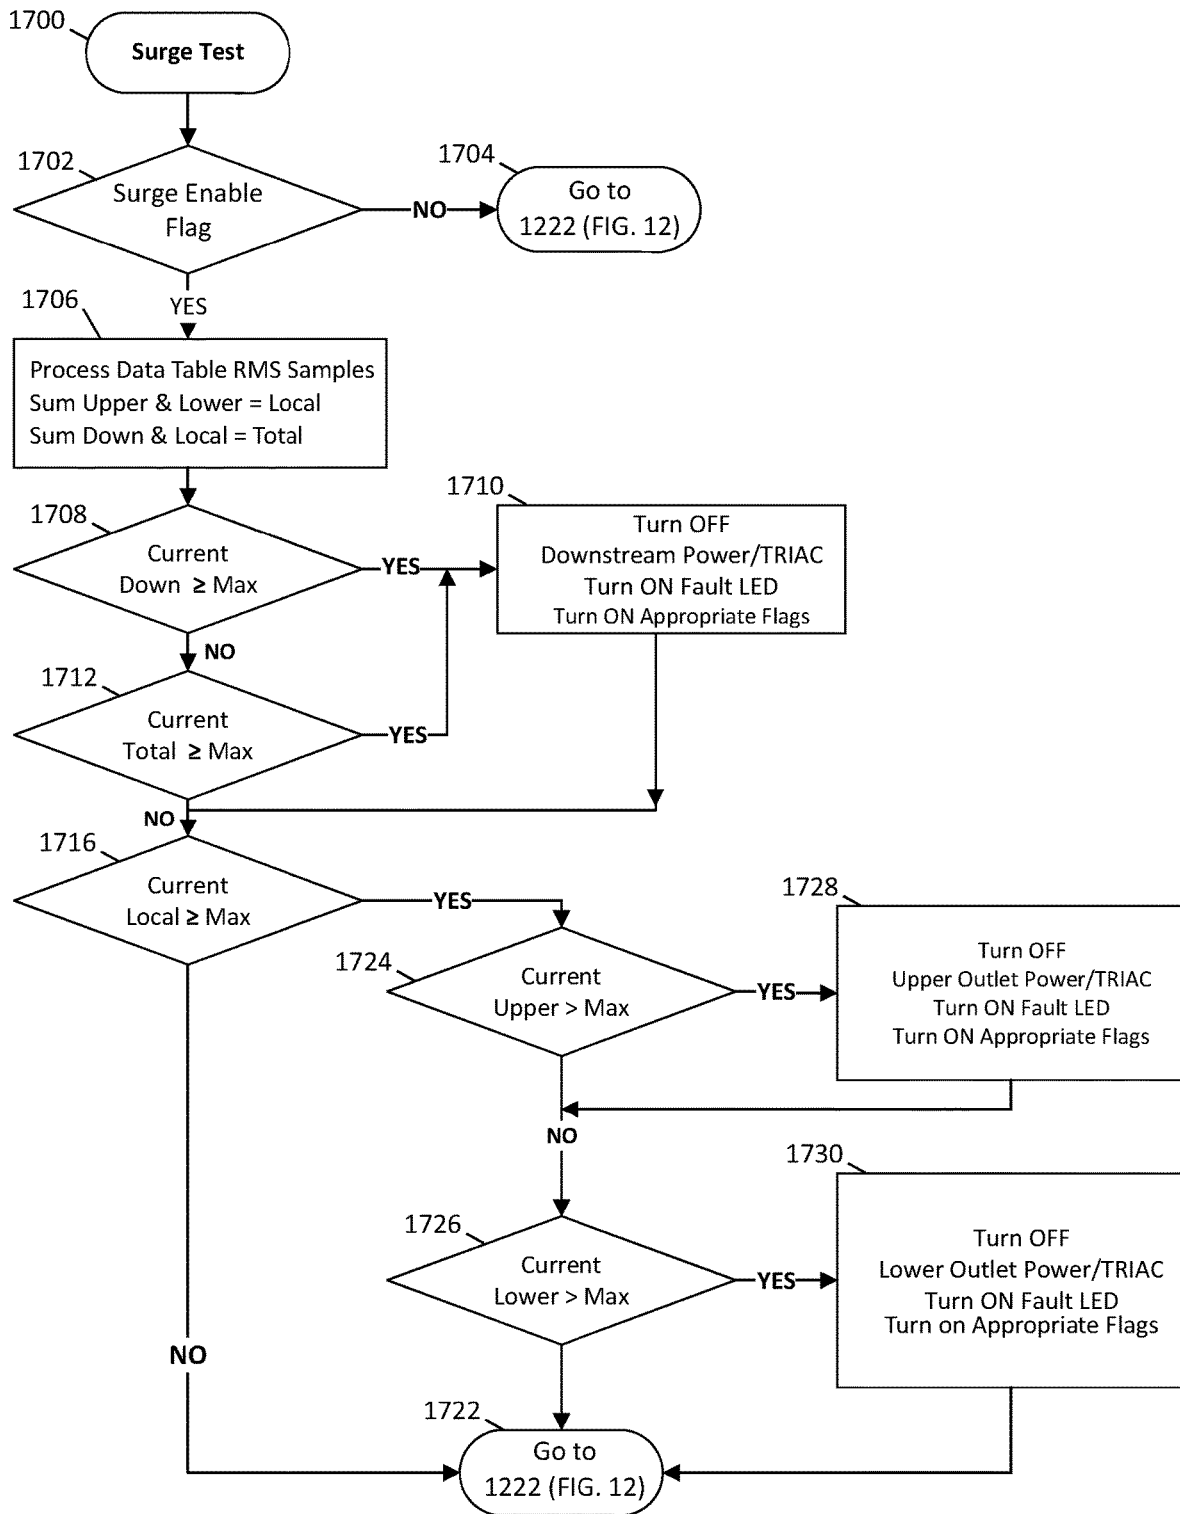 1700
Surge Test
1702
Surge Enable
Flag
NO
1704
Go to
1222 (FIG. 12)
YES
1706
Process Data Table RMS Samples
Sum Upper & Lower = Local
Sum Down & Local = Total
1708
Current
Down ≥ Max
YES
1710
Turn OFF
Downstream Power/TRIAC
Turn ON Fault LED
Turn ON Appropriate Flags
NO
1712
Current
Total ≥ Max
YES
NO
1716
Current
Local ≥ Max
YES
1724
Current
Upper > Max
YES
1728
Turn OFF
Upper Outlet Power/TRIAC
Turn ON Fault LED
Turn ON Appropriate Flags
NO
1726
Current
Lower > Max
YES
1730
Turn OFF
Lower Outlet Power/TRIAC
Turn ON Fault LED
Turn on Appropriate Flags
NO
1722
Go to
1222 (FIG. 12)